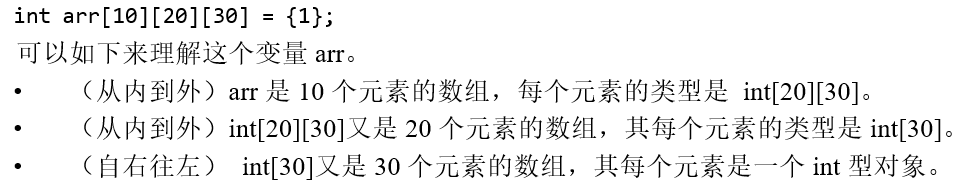 int arr[10][20][30] = {1};
可以如下来理解这个变量 arr。
• （从内到外）arr 是 10 个元素的数组，每个元素的类型是 int[20][30]。
• （从内到外）int[20][30]又是 20 个元素的数组，其每个元素的类型是 int[30]。
• （自右往左） int[30]又是 30 个元素的数组，其每个元素是一个 int 型对象。